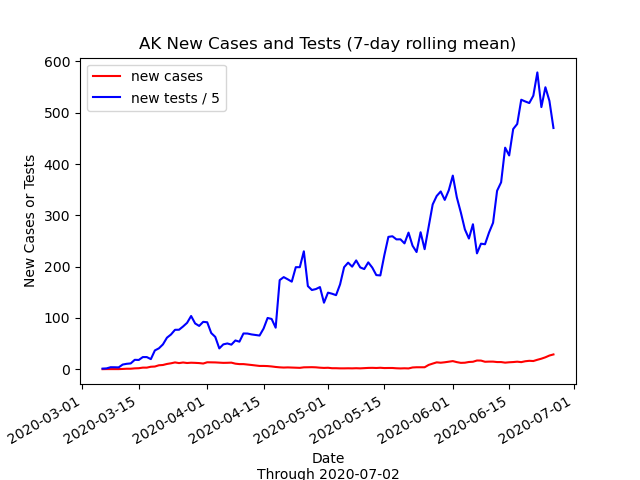 AK New Cases and Tests (7-day rolling mean)
new cases
new tests / 5
New Cases or Tests
600
500
400
300
200
100
0
2020-03-01
2020-03-15
2020-04-01
2020-04-15
2020-05-01
2020-05-15
2020-06-01
2020-06-15
2020-07-01
Date
Through 2020-07-02